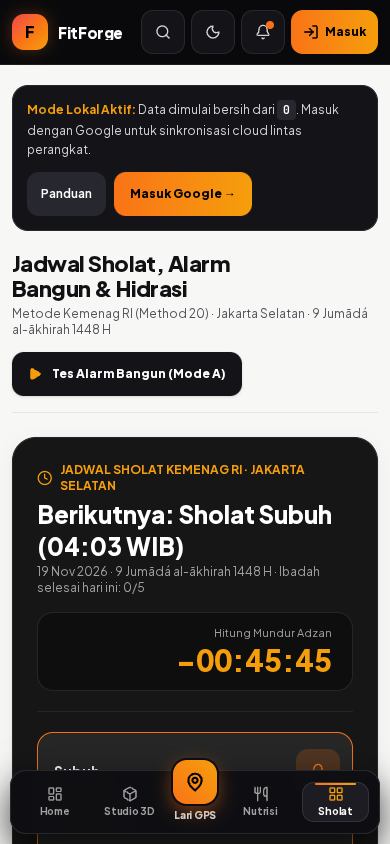 F FitForge Masuk
Mode Lokal Aktif: Data dimulai bersih dari 0. Masuk
dengan Google untuk sinkronisasi cloud lintas
perangkat.
Panduan Masuk Google →
Jadwal Sholat, Alarm
Bangun & Hidrasi
Metode Kemenag RI (Method 20) · Jakarta Selatan · 9 Jumādá
al-ākhirah 1448 H
Tes Alarm Bangun (Mode A)
JADWAL SHOLAT KEMENAG RI · JAKARTA
SELATAN
Berikutnya: Sholat Subuh
(04:03 WIB)
19 Nov 2026 · 9 Jumādá al-ākhirah 1448 H · Ibadah
selesai hari ini: 0/5
Hitung Mundur Adzan
-00:45:45
Subuh
Home Studio 3D Lari GPS Nutrisi Sholat